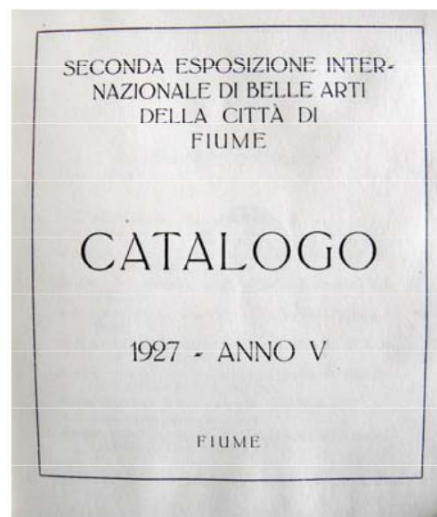 SECONDA ESPOSIZIONE INTER-
NAZIONALE DI BELLE ARTI
DELLA CITTÀ DI
FIUME
CATALOGO
1927 - ANNO V
FIUME